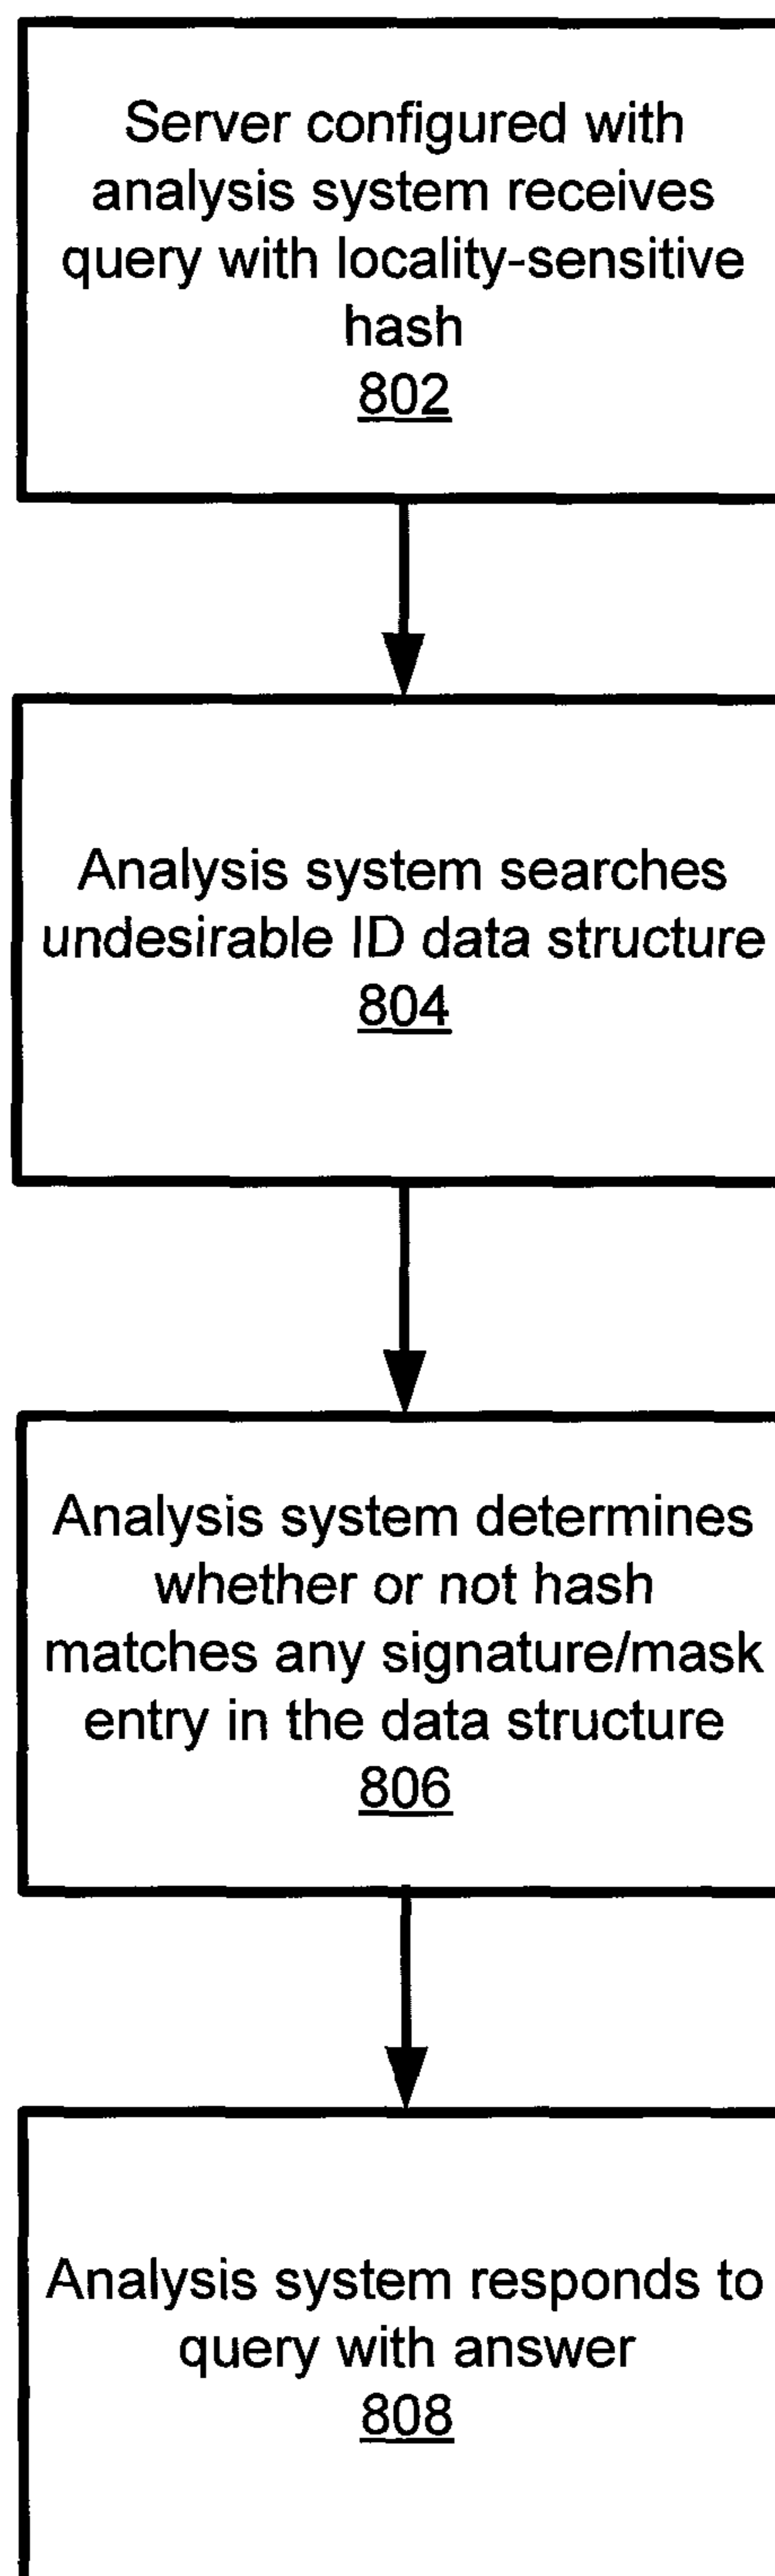 Server configured with
analysis system receives
query with locality-sensitive
hash
802
Analysis system searches
undesirable ID data structure
804
Analysis system determines
whether or not hash
matches any signature/mask
entry in the data structure
806
Analysis system responds to
query with answer
808